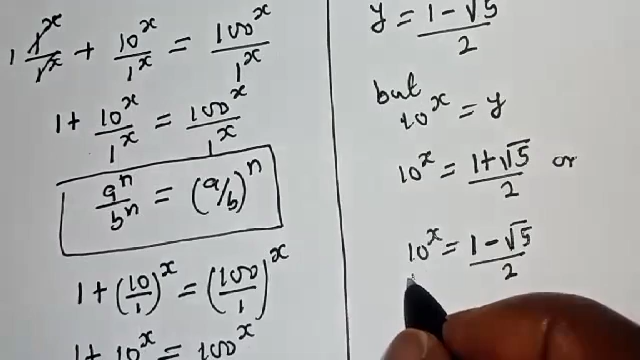 1 1^x/1^x + 10^x/1^x = 100^x/1^x
1 + 10^x/1^x = 100^x/1^x
a^n/b^n = (a/b)^n
1 + (10/1)^x = (100/1)^x
1 + 10^x = 100^x
y = 1 - √5/2
but
10^x = y
10^x = 1 + √5/2 or
10^x = 1 - √5/2